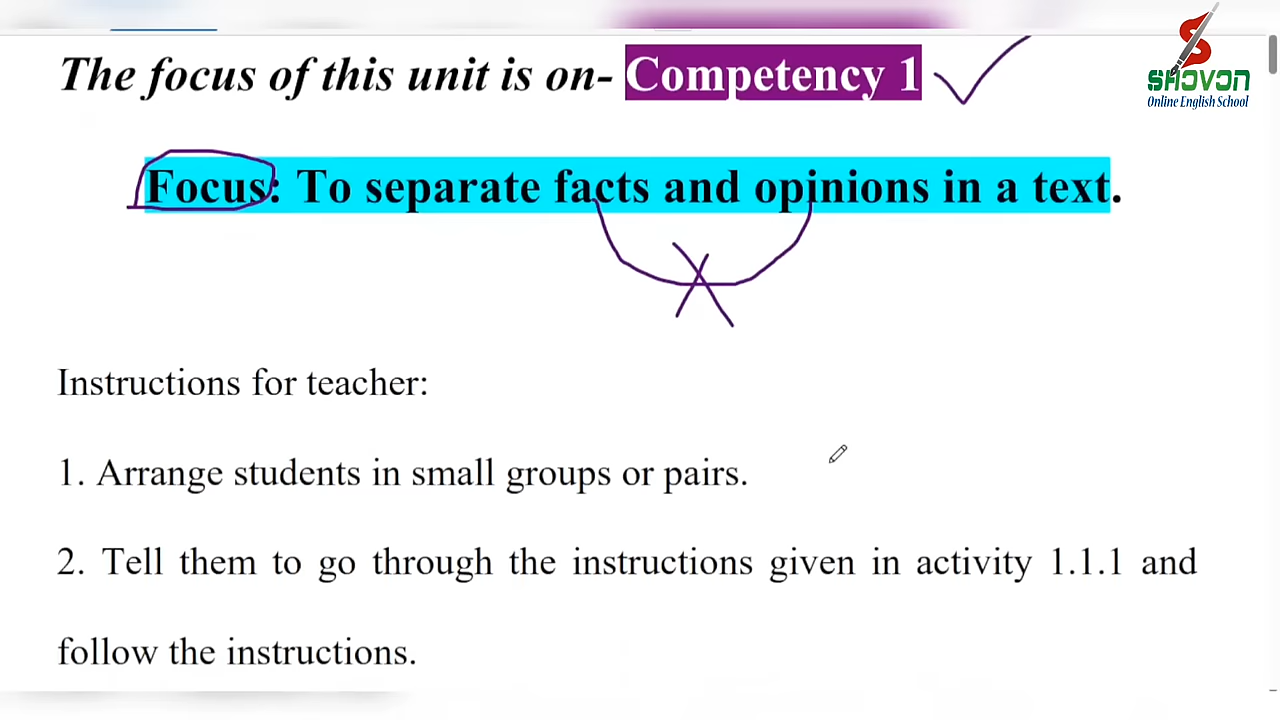 The focus of this unit is on- Competency 1
SHOVON
Online English School
Focus: To separate facts and opinions in a text.
Instructions for teacher:
1. Arrange students in small groups or pairs.
2. Tell them to go through the instructions given in activity 1.1.1 and
follow the instructions.